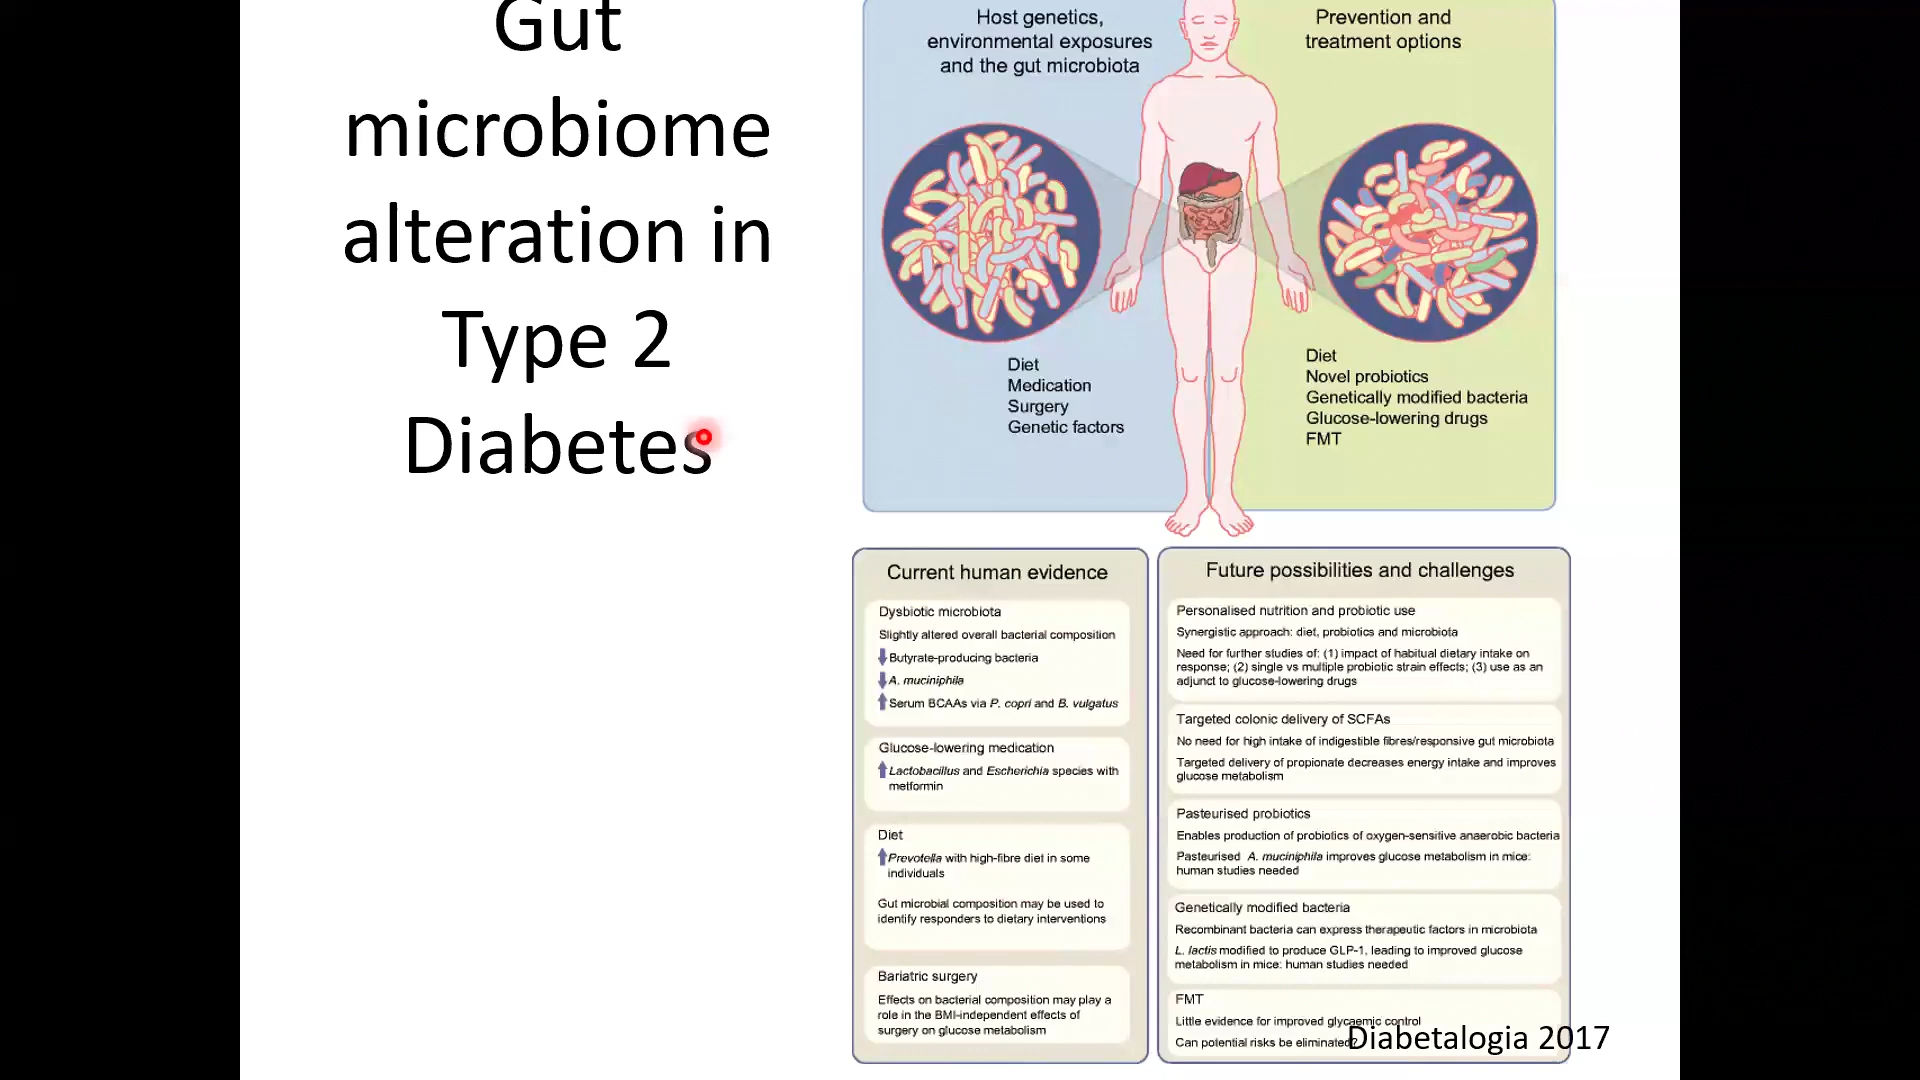 Gut
microbiome
alteration in
Type 2
Diabetes
Host genetics,
environmental exposures
and the gut microbiota
Prevention and
treatment options
Diet
Medication
Surgery
Genetic factors
Diet
Novel probiotics
Genetically modified bacteria
Glucose-lowering drugs
FMT
Current human evidence
Dysbiotic microbiota
Slightly altered overall bacterial composition
Butyrate-producing bacteria
A. muciniphila
Serum BCAAs via P. copri and B. vulgatus
Glucose-lowering medication
Lactobacillus and Escherichia species with
metformin
Diet
Prevotella with high-fibre diet in some
individuals
Gut microbial composition may be used to
identify responders to dietary interventions
Bariatric surgery
Effects on bacterial composition may play a
role in the BMI-independent effects of
surgery on glucose metabolism
Future possibilities and challenges
Personalised nutrition and probiotic use
Synergistic approach: diet, probiotics and microbiota
Need for further studies of: (1) impact of habitual dietary intake on
response; (2) single vs multiple probiotic strain effects; (3) use as an
adjunct to glucose-lowering drugs
Targeted colonic delivery of SCFAs
No need for high intake of indigestible fibres/responsive gut microbiota
Targeted delivery of propionate decreases energy intake and improves
glucose metabolism
Pasteurised probiotics
Enables production of probiotics of oxygen-sensitive anaerobic bacteria
Pasteurised A. muciniphila improves glucose metabolism in mice:
human studies needed
Genetically modified bacteria
Recombinant bacteria can express therapeutic factors in microbiota
L. lactis modified to produce GLP-1, leading to improved glucose
metabolism in mice: human studies needed
FMT
Little evidence for improved glycaemic control
Can potential risks be eliminated?
Diabetalogia 2017